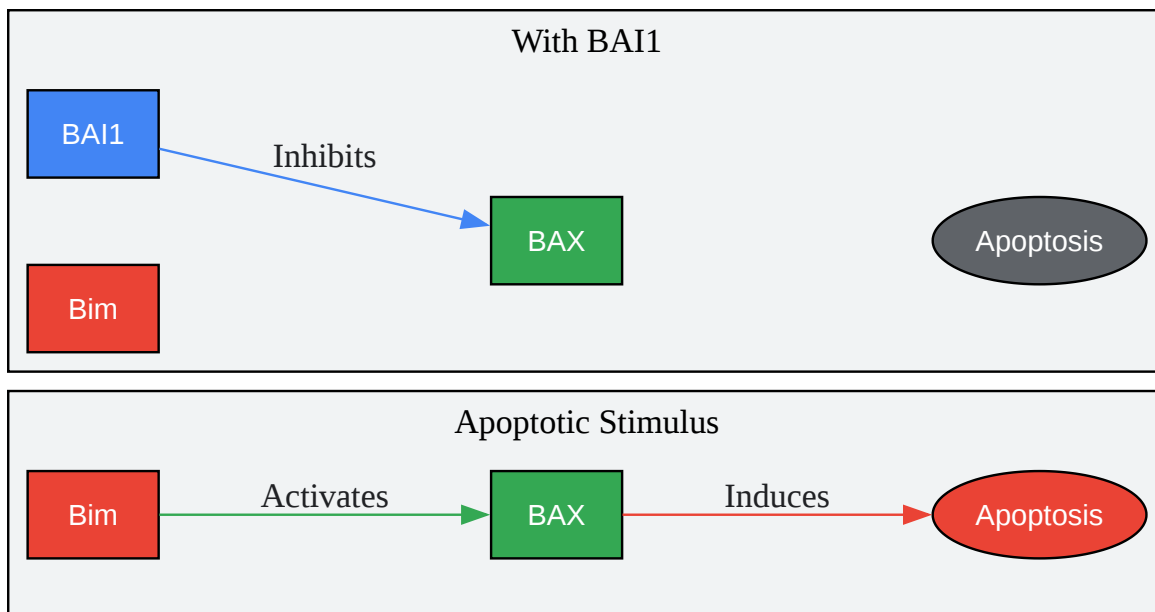 With BAI1
BAI1
Inhibits
BAX
Apoptosis
Bim
Apoptotic Stimulus
Bim
Activates
BAX
Induces
Apoptosis